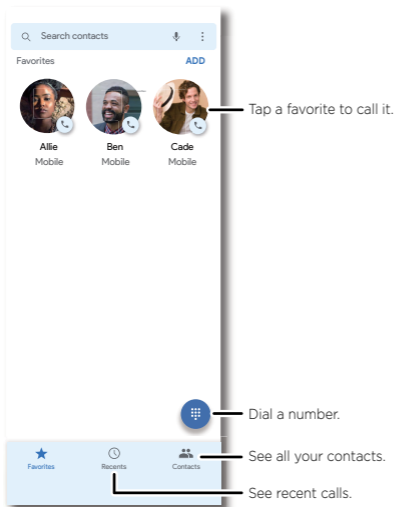 Search contacts
Favorites ADD
Tap a favorite to call it.
Allie Ben Cade
Mobile Mobile Mobile
Dial a number.
See all your contacts.
Favorites Recents Contacts
See recent calls.